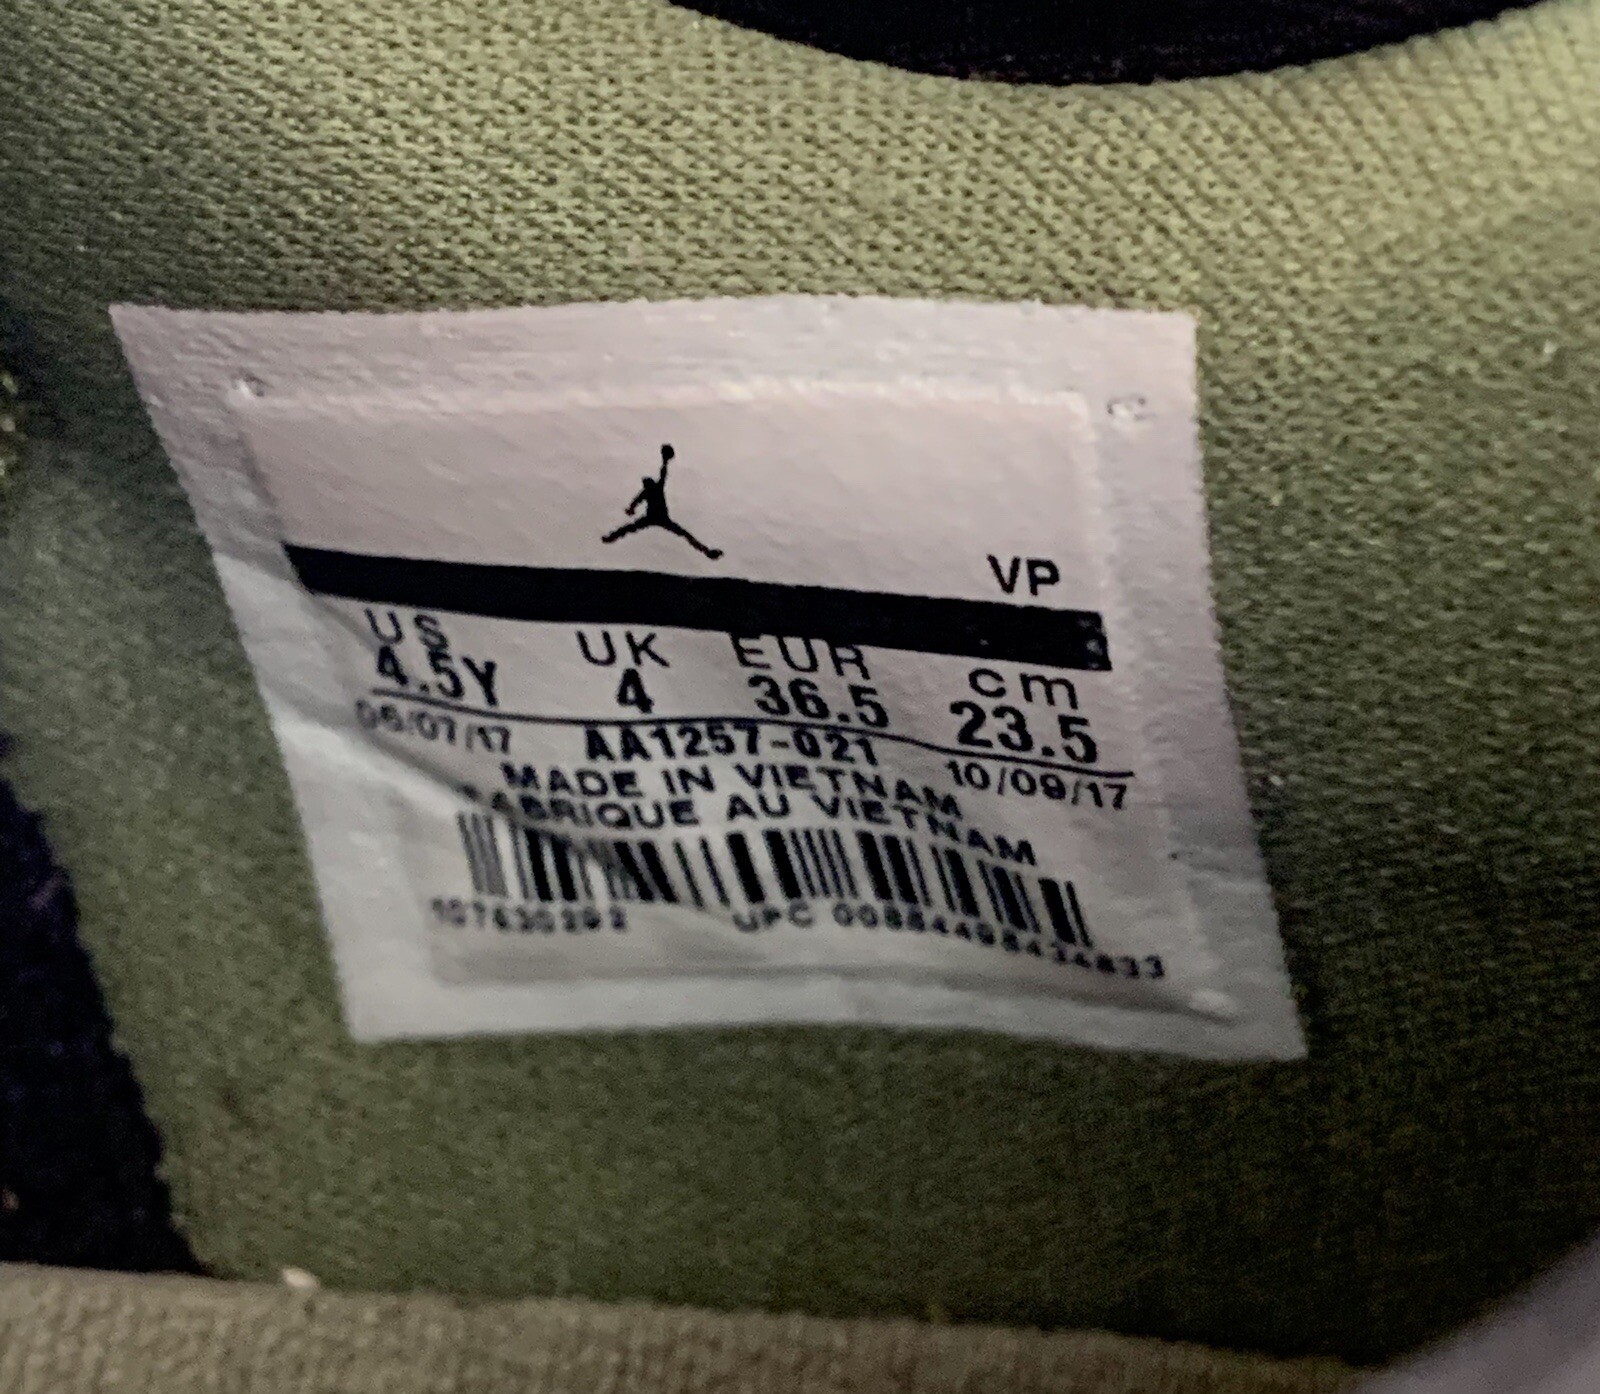 VP
US UK EUR cm
4.5Y 4 36.5 23.5
06/07/17 AA1257-021 10/09/17
MADE IN VIETNAM
FABRIQUE AU VIETNAM
UPC